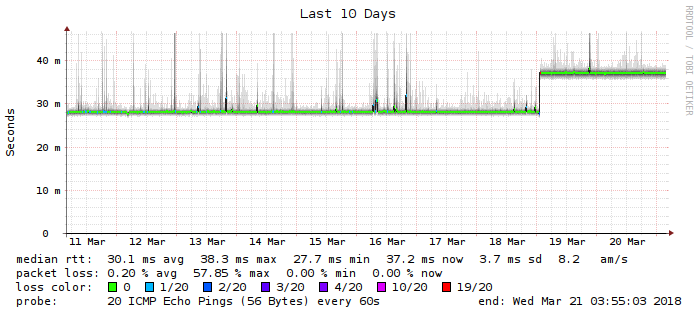 Last 10 Days
RRDTOOL / TOBI OETIKER
Seconds
40 m
30 m
20 m
10 m
0
11 Mar 12 Mar 13 Mar 14 Mar 15 Mar 16 Mar 17 Mar 18 Mar 19 Mar 20 Mar
median rtt: 30.1 ms avg 38.3 ms max 27.7 ms min 37.2 ms now 3.7 ms sd 8.2 am/s
packet loss: 0.20 % avg 57.85 % max 0.00 % min 0.00 % now
loss color: 0 1/20 2/20 3/20 4/20 10/20 19/20
probe: 20 ICMP Echo Pings (56 Bytes) every 60s end: Wed Mar 21 03:55:03 2018